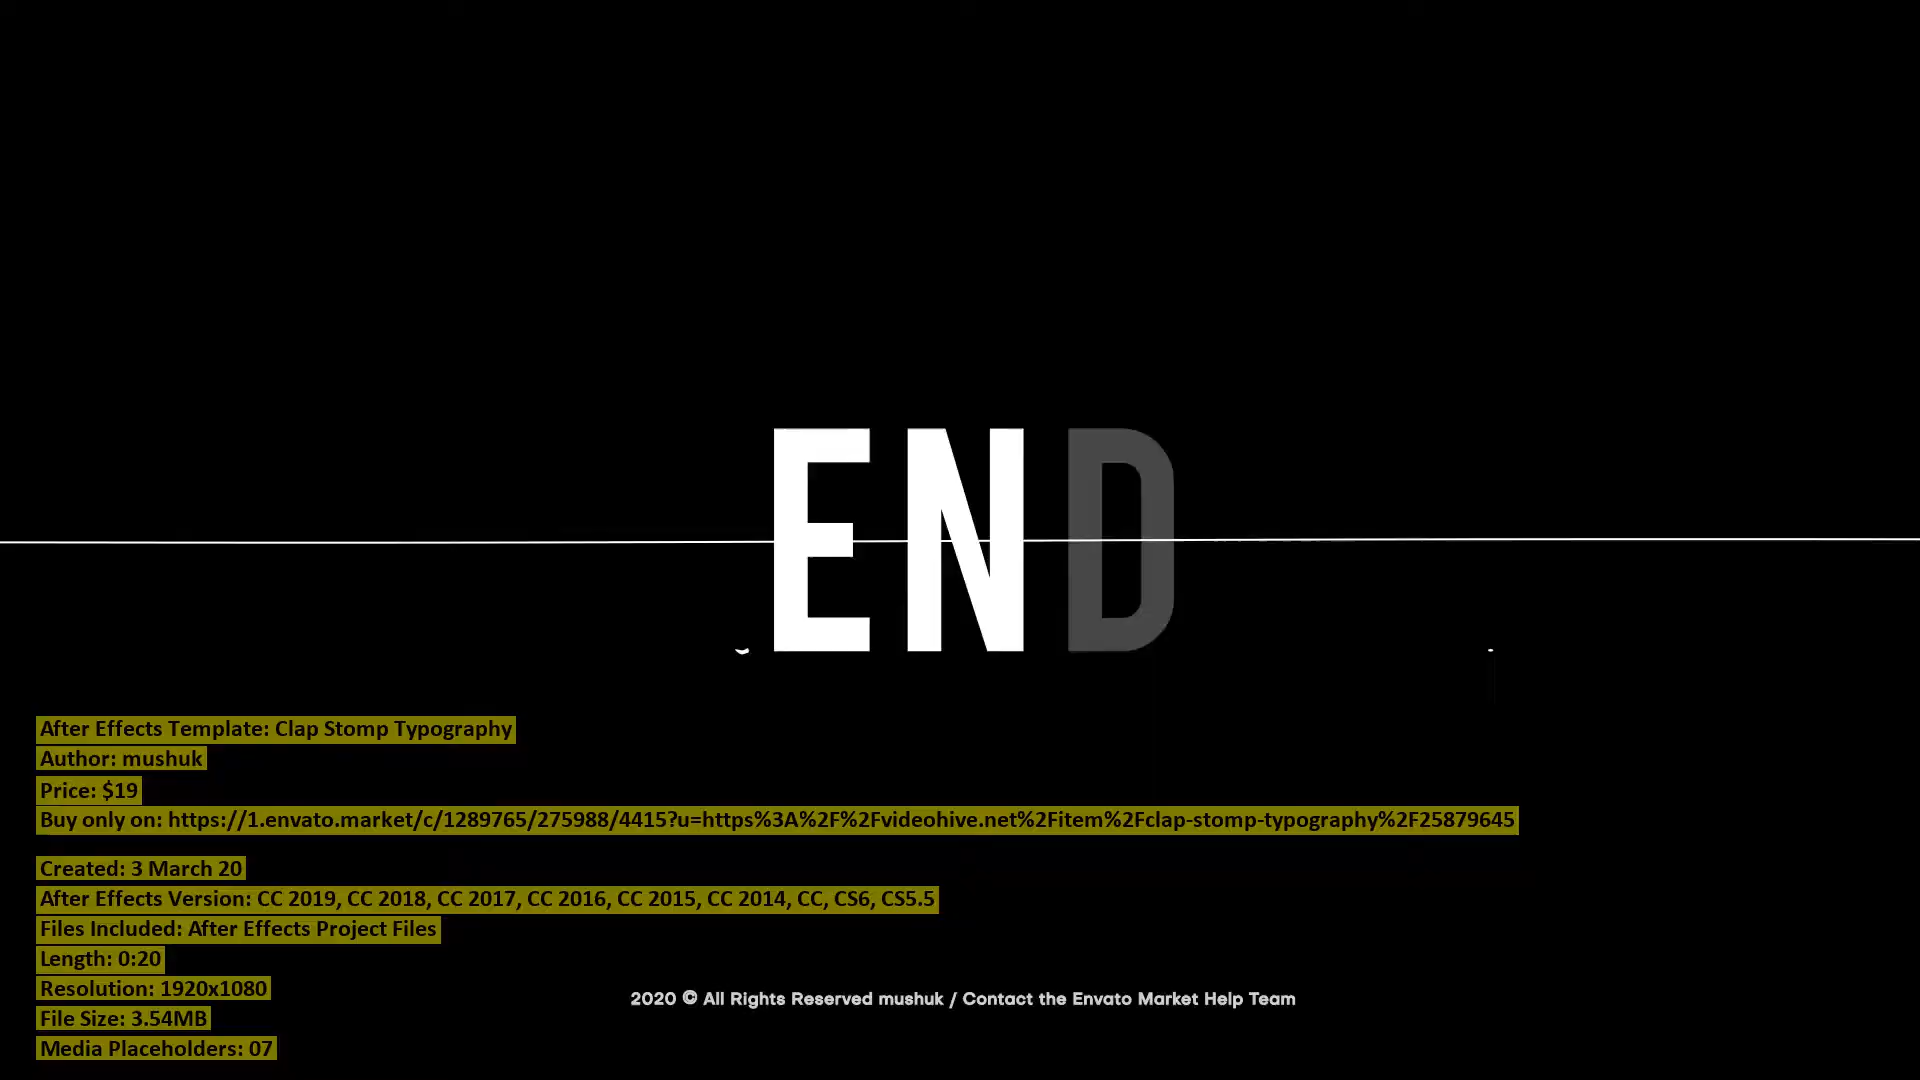 END
After Effects Template: Clap Stomp Typography
Author: mushuk
Price: $19
Buy only on: https://1.envato.market/c/1289765/275988/4415?u=https%3A%2F%2Fvideohive.net%2Fitem%2Fclap-stomp-typography%2F25879645
Created: 3 March 20
After Effects Version: CC 2019, CC 2018, CC 2017, CC 2016, CC 2015, CC 2014, CC, CS6, CS5.5
Files Included: After Effects Project Files
Length: 0:20
Resolution: 1920x1080
2020 © All Rights Reserved mushuk / Contact the Envato Market Help Team
File Size: 3.54MB
Media Placeholders: 07